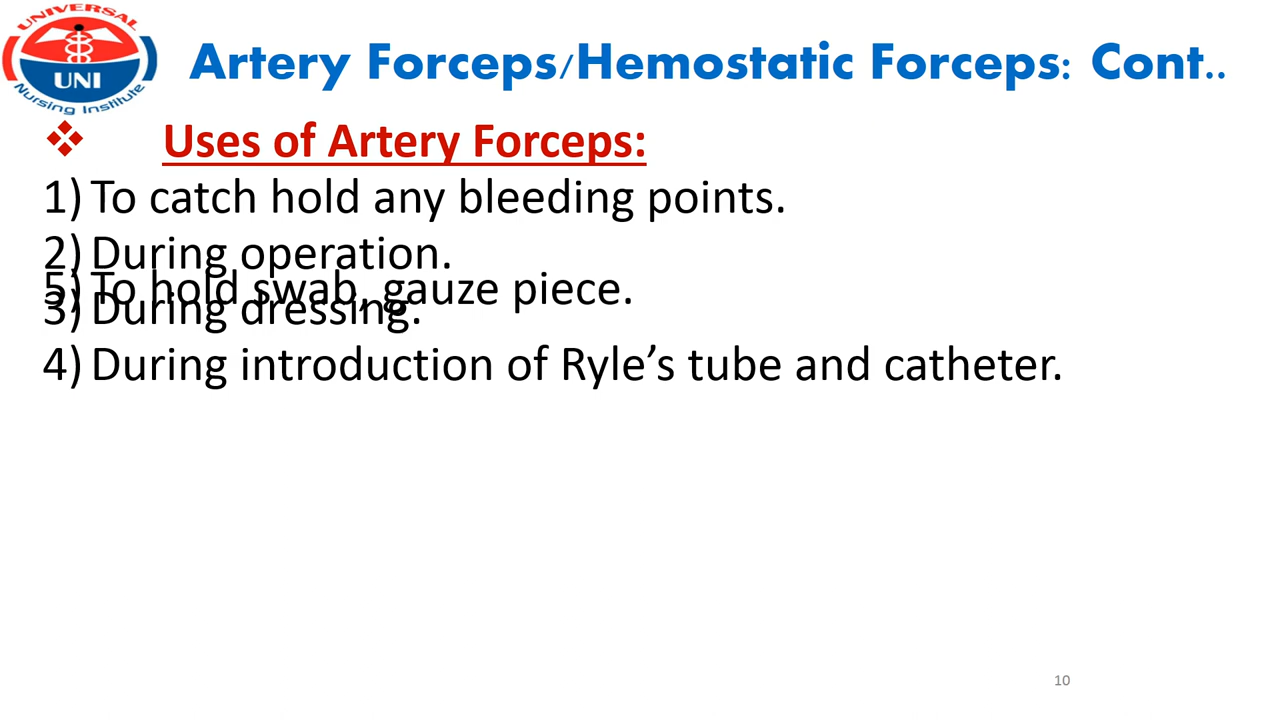 UNIVERSAL
UNI
Nursing Institute
Artery Forceps/Hemostatic Forceps: Cont..
❖ Uses of Artery Forceps:
1) To catch hold any bleeding points.
2) During operation.
5) To hold swab, gauze piece.
3) During dressing.
4) During introduction of Ryle’s tube and catheter.
10